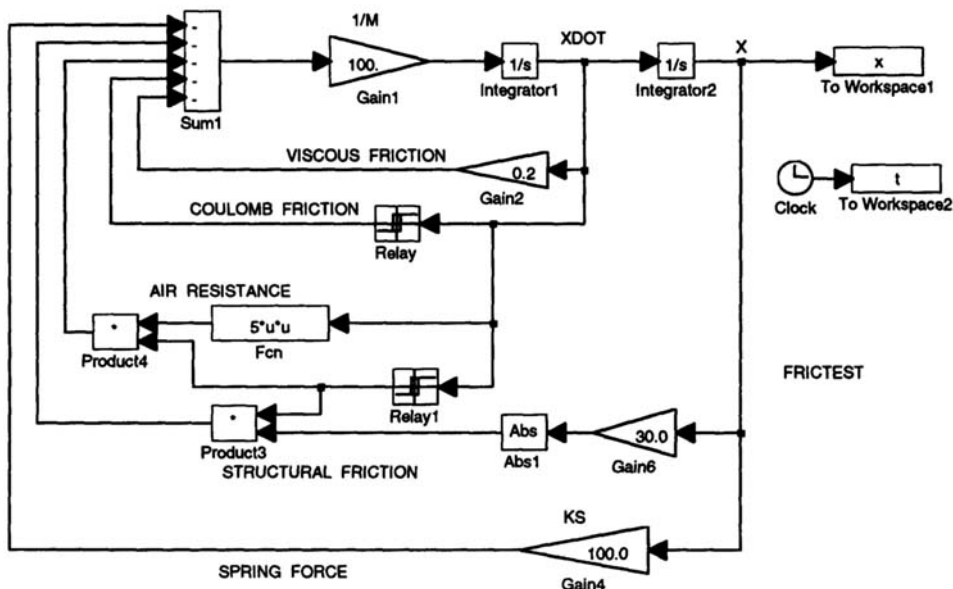 1/M
XDOT
X
-
-
-
-
-
100.
1/s
1/s
x
Sum1
Gain1
Integrator1
Integrator2
To Workspace1
VISCOUS FRICTION
0.2
Gain2
t
Clock
To Workspace2
COULOMB FRICTION
Relay
AIR RESISTANCE
5*u*u
Fcn
*
Product4
FRICTEST
Relay1
*
Product3
Abs
Abs1
30.0
Gain6
STRUCTURAL FRICTION
KS
100.0
Gain4
SPRING FORCE